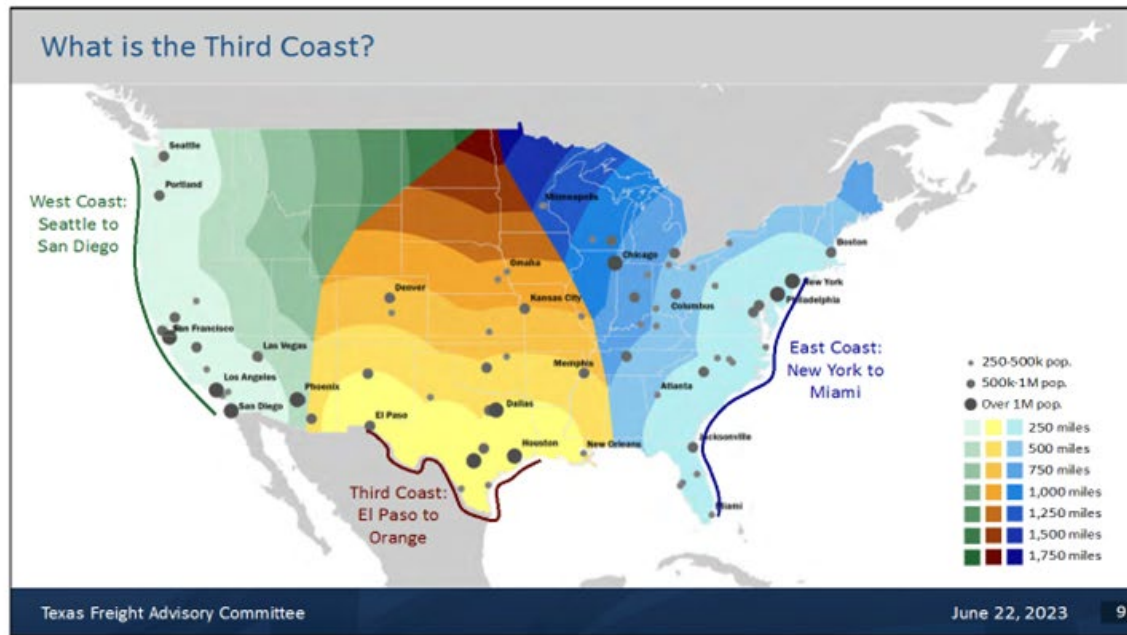 What is the Third Coast?
Seattle
Portland
West Coast:
Seattle to
San Diego
San Francisco
Las Vegas
Los Angeles
San Diego
Phoenix
Denver
Omaha
Kansas City
Minneapolis
Chicago
Columbus
Boston
New York
Philadelphia
Memphis
Atlanta
El Paso
Dallas
Houston
New Orleans
Jacksonville
Miami
Third Coast:
El Paso to
Orange
East Coast:
New York to
Miami
250-500k pop.
500k-1M pop.
Over 1M pop.
250 miles
500 miles
750 miles
1,000 miles
1,250 miles
1,500 miles
1,750 miles
Texas Freight Advisory Committee
June 22, 2023
9